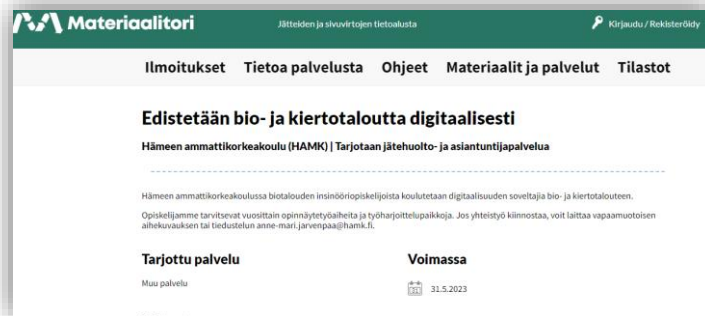 Materiaalitori
Jätteiden ja sivuvirtojen tietoalusta
Kirjaudu / Rekisteröidy
Ilmoitukset Tietoa palvelusta Ohjeet Materiaalit ja palvelut Tilastot
Edistetään bio- ja kiertotaloutta digitaalisesti
Hämeen ammattikorkeakoulu (HAMK) | Tarjotaan jätehuolto- ja asiantuntijapalvelua
Hämeen ammattikorkeakoulussa biotalouden insinööriopiskelijoista koulutetaan digitaalisuuden soveltajia bio- ja kiertotalouteen.
Opiskelijamme tarvitsevat vuosittain opinnäytetyöaiheita ja työharjoittelupaikkoja. Jos yhteistyö kiinnostaa, voit laittaa vapaamuotoisen
aihekuvauksen tai tiedustelun anne-mari.jarvenpaa@hamk.fi.
Tarjottu palvelu
Muu palvelu
Voimassa
31.5.2023